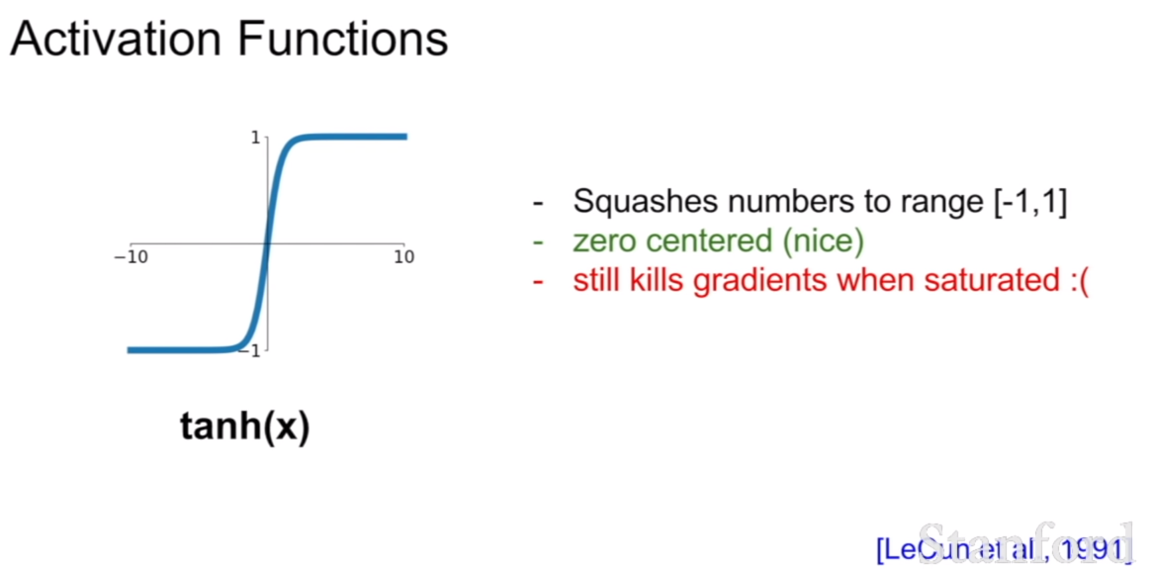 Activation Functions
1
-10
10
-1
tanh(x)
- Squashes numbers to range [-1,1]
- zero centered (nice)
- still kills gradients when saturated :(
[LeCun et al., 1991]
Stanford